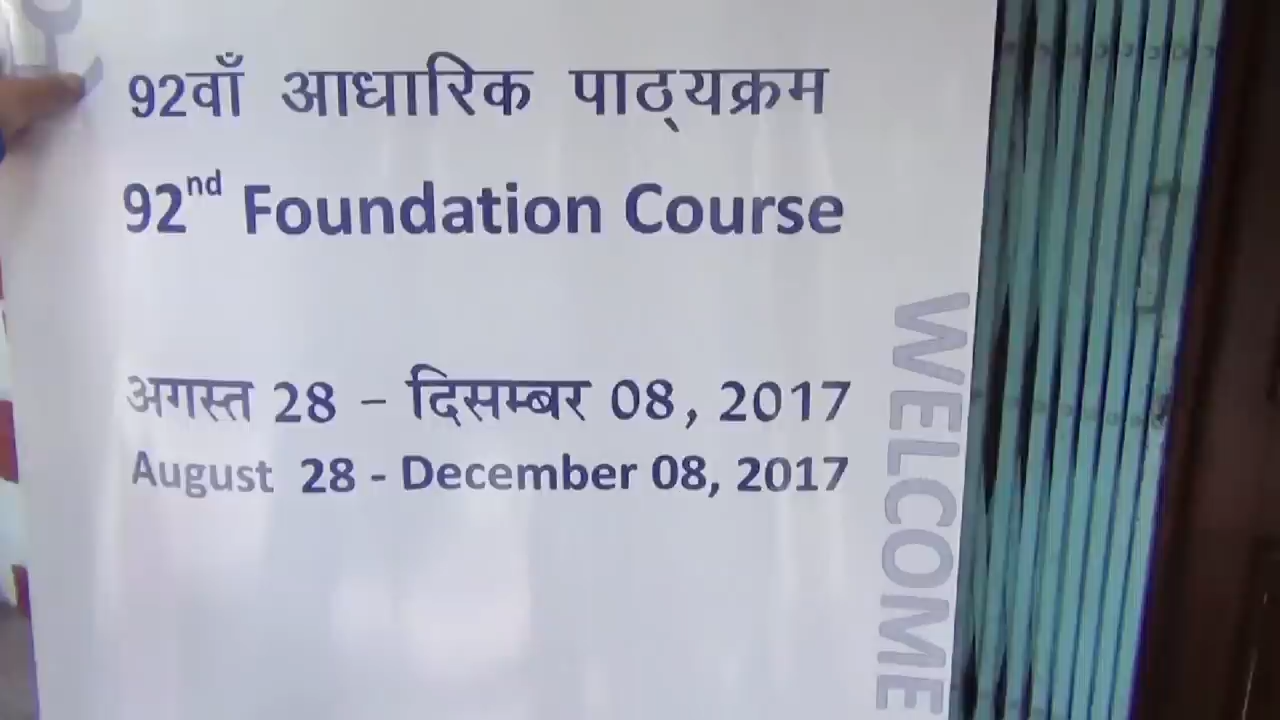 92वाँ आधारिक पाठ्यक्रम
92nd Foundation Course
अगस्त 28 – दिसम्बर 08, 2017
August 28 - December 08, 2017
WELCOME